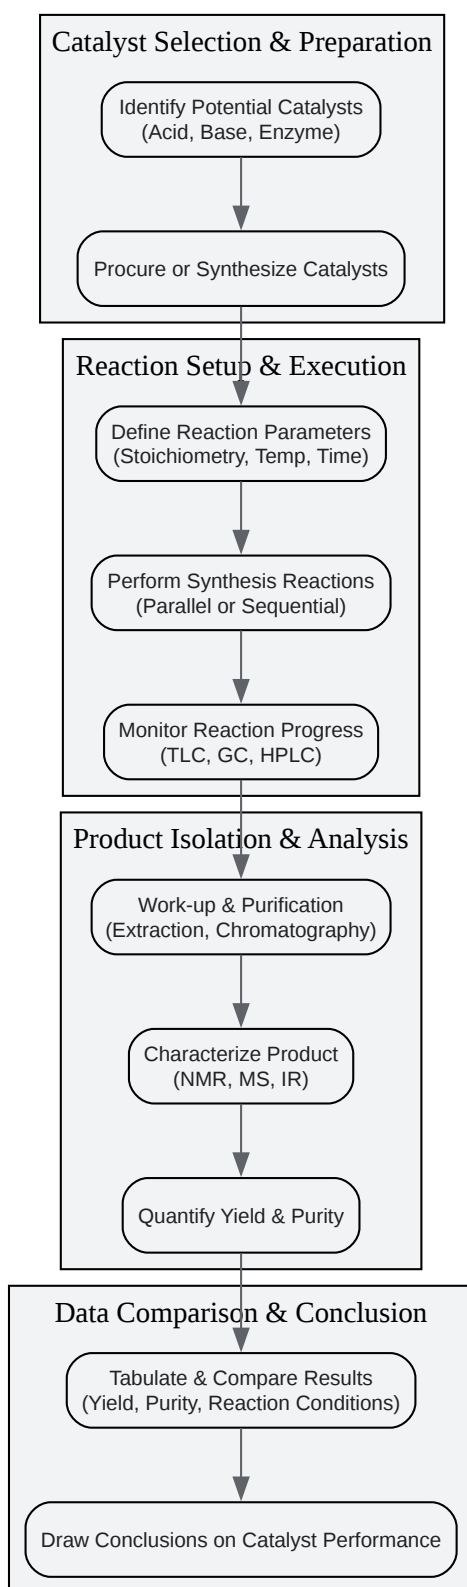 Catalyst Selection & Preparation
Identify Potential Catalysts
(Acid, Base, Enzyme)
Procure or Synthesize Catalysts
Reaction Setup & Execution
Define Reaction Parameters
(Stoichiometry, Temp, Time)
Perform Synthesis Reactions
(Parallel or Sequential)
Monitor Reaction Progress
(TLC, GC, HPLC)
Product Isolation & Analysis
Work-up & Purification
(Extraction, Chromatography)
Characterize Product
(NMR, MS, IR)
Quantify Yield & Purity
Data Comparison & Conclusion
Tabulate & Compare Results
(Yield, Purity, Reaction Conditions)
Draw Conclusions on Catalyst Performance